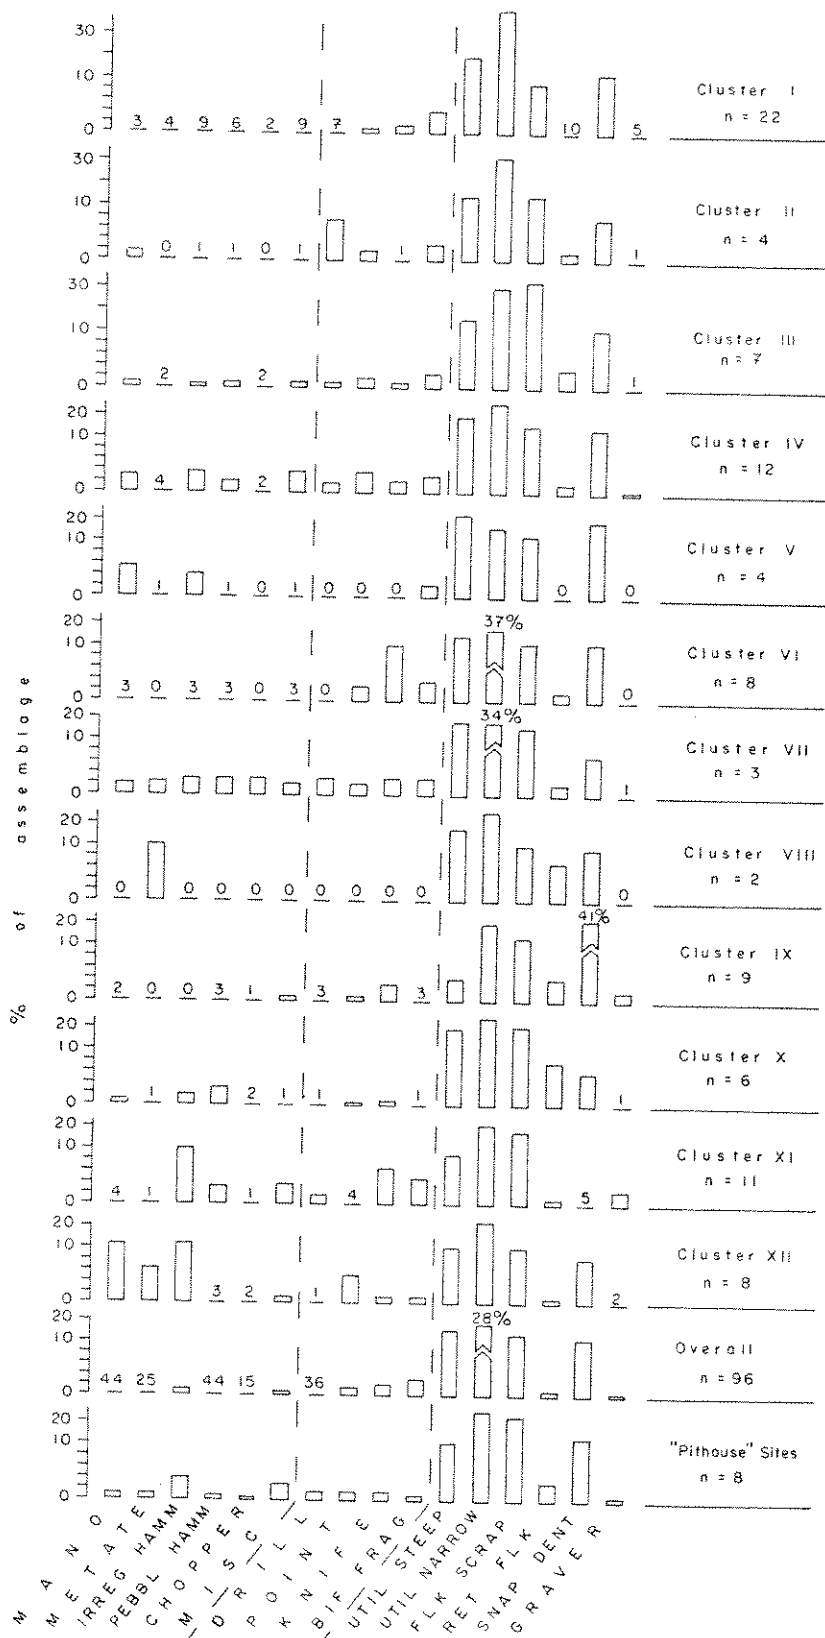 30
10
0
3 4 9 6 2 9 7 10 5
Cluster I
n = 22
30
10
0
0 1 1 0 1 1 1
Cluster II
n = 4
30
10
0
2 2 1
Cluster III
n = 7
20
10
0
4 2
Cluster IV
n = 12
20
10
0
1 1 0 1 0 0 0 0 0
Cluster V
n = 4
20
10
0
3 0 3 3 0 3 0 37% 0
Cluster VI
n = 8
20
10
0
34% 1
Cluster VII
n = 3
20
10
0
0 0 0 0 0 0 0 0 0 0
Cluster VIII
n = 2
20
10
0
2 0 0 3 1 3 3 41%
Cluster IX
n = 9
20
10
0
1 2 1 1 1 1
Cluster X
n = 6
20
10
0
4 1 1 4 5
Cluster XI
n = 11
20
10
0
3 2 1 2
Cluster XII
n = 8
20
10
0
44 25 44 15 36 28%
Overall
n = 96
20
10
0
"Pithouse" Sites
n = 8
% of assemblage
MANO
METATE
IRREG HAMM
PEBBL HAMM
CHOPPER
MISC
DRILL
POINT
KNIFE
BIF FRAG
UTIL STEEP
UTIL NARROW
FLK SCRAP
RET FLK
SNAP DENT
GRAVER